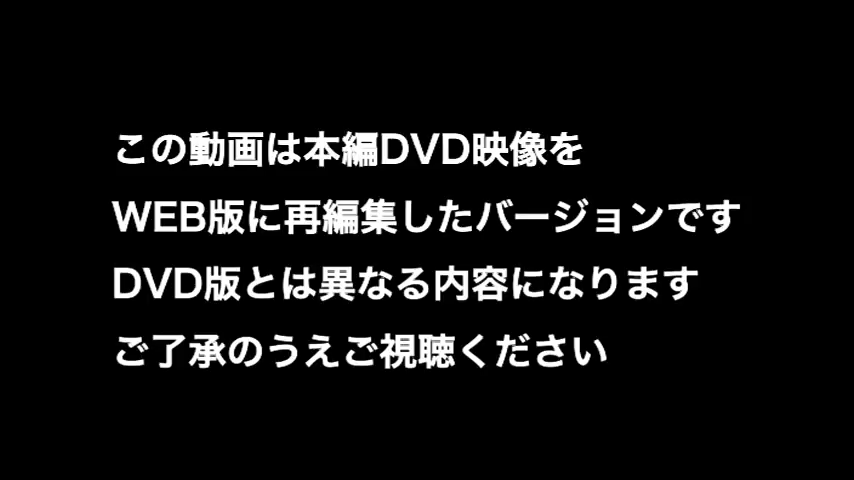 この動画は本編DVD映像を
WEB版に再編集したバージョンです
DVD版とは異なる内容になります
ご了承のうえご視聴ください